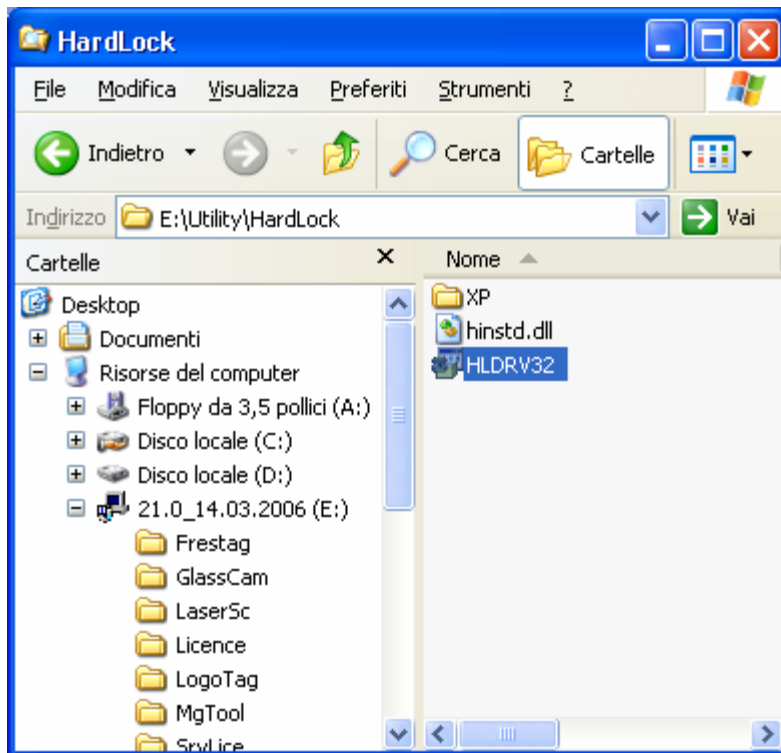 HardLock
File Modifica Visualizza Preferiti Strumenti ?
Indietro Cerca Cartelle
Indirizzo E:\Utility\HardLock Vai
Cartelle
Desktop
Documenti
Risorse del computer
Floppy da 3,5 pollici (A:)
Disco locale (C:)
Disco locale (D:)
21.0_14.03.2006 (E:)
Frestag
GlassCam
LaserSc
Licence
LogoTag
MgTool
SrvLice
Nome
XP
hinstd.dll
HLDRV32